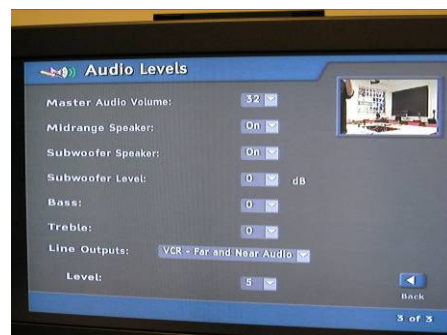 Audio Levels
Master Audio Volume: 32
Midrange Speaker: On
Subwoofer Speaker: On
Subwoofer Level: 0 dB
Bass: 0
Treble: 0
Line Outputs: VCR - Far and Near Audio
Level: 5
Back
3 of 3